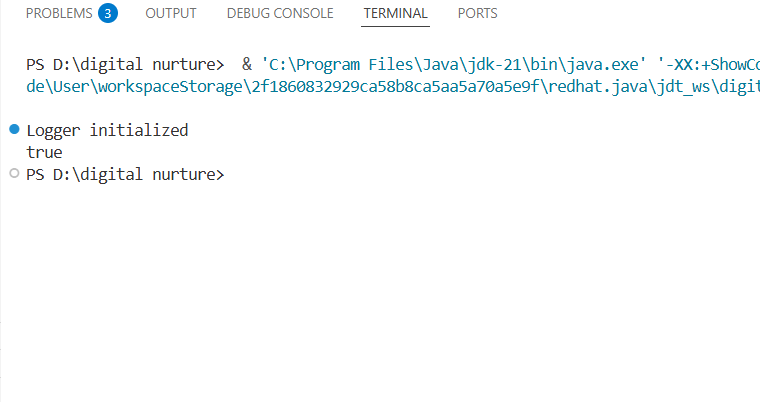 PROBLEMS 3 OUTPUT DEBUG CONSOLE TERMINAL PORTS
PS D:\digital nurture>  & 'C:\Program Files\Java\jdk-21\bin\java.exe' '-XX:+ShowCo
de\User\workspaceStorage\2f1860832929ca58b8ca5aa5a70a5e9f\redhat.java\jdt_ws\digit
Logger initialized
true
PS D:\digital nurture>